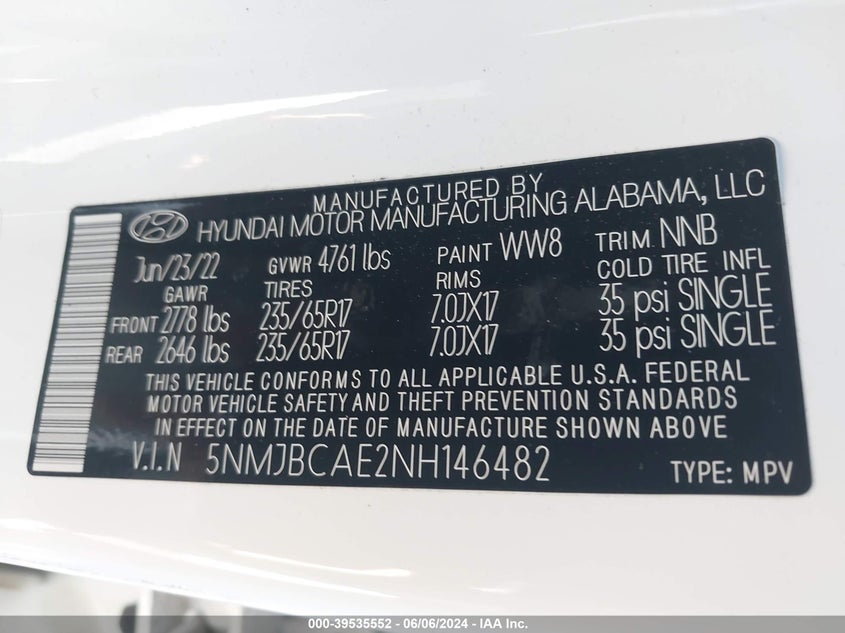 MANUFACTURED BY
HYUNDAI MOTOR MANUFACTURING ALABAMA, LLC
Jun/23/22 GVWR 4761 lbs PAINT WW8 TRIM NNB
GAWR TIRES RIMS COLD TIRE INFL
FRONT 2778 lbs 235/65R17 7.0JX17 35 psi SINGLE
REAR 2646 lbs 235/65R17 7.0JX17 35 psi SINGLE
THIS VEHICLE CONFORMS TO ALL APPLICABLE U.S.A. FEDERAL
MOTOR VEHICLE SAFETY AND THEFT PREVENTION STANDARDS
IN EFFECT ON THE DATE OF MANUFACTURE SHOWN ABOVE
V.I.N 5NMJBCAE2NH146482 TYPE: MPV
000-39535552 - 06/06/2024 - IAA Inc.